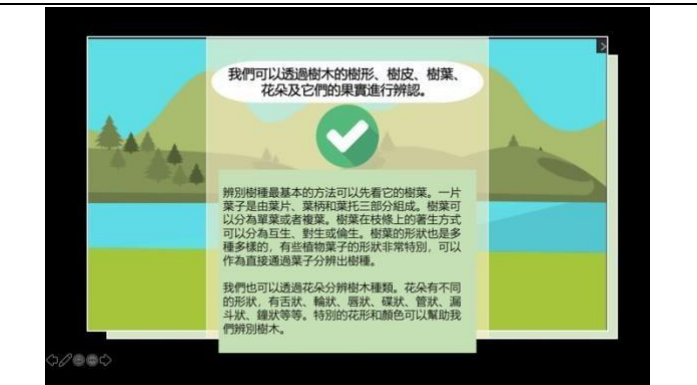 我們可以透過樹木的樹形、樹皮、樹葉、
花朵及它們的果實進行辨認。
辨別樹種最基本的方法可以先看它的樹葉。一片
葉子是由葉片、葉柄和葉托三部分組成。樹葉可
以分為單葉或者複葉。樹葉在枝條上的著生方式
可以分為互生、對生或倫生。樹葉的形狀也是多
種多樣的，有些植物葉子的形狀非常特別，可以
作為直接通過葉子分辨出樹種。
我們也可以透過花朵分辨樹木種類。花朵有不同
的形狀，有舌狀、輪狀、唇狀、碟狀、管狀、漏
斗狀、鐘狀等等。特別的花形和顏色可以幫助我
們辨別樹木。